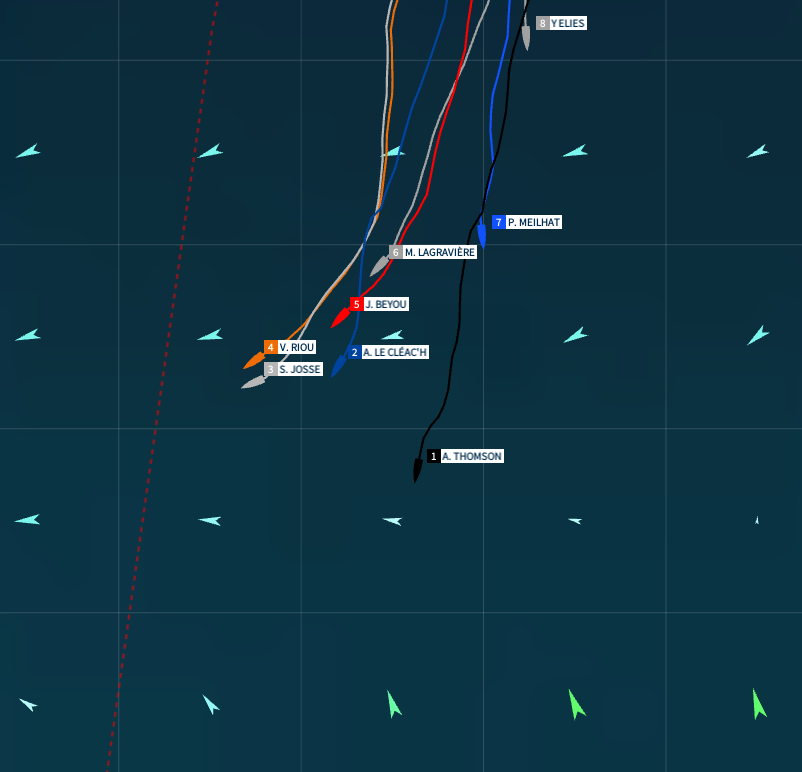 8 Y ELIES
7 P. MEILHAT
6 M. LAGRAVIÈRE
5 J. BEYOU
4 V. RIOU
2 A. LE CLÉAC'H
3 S. JOSSE
1 A. THOMSON